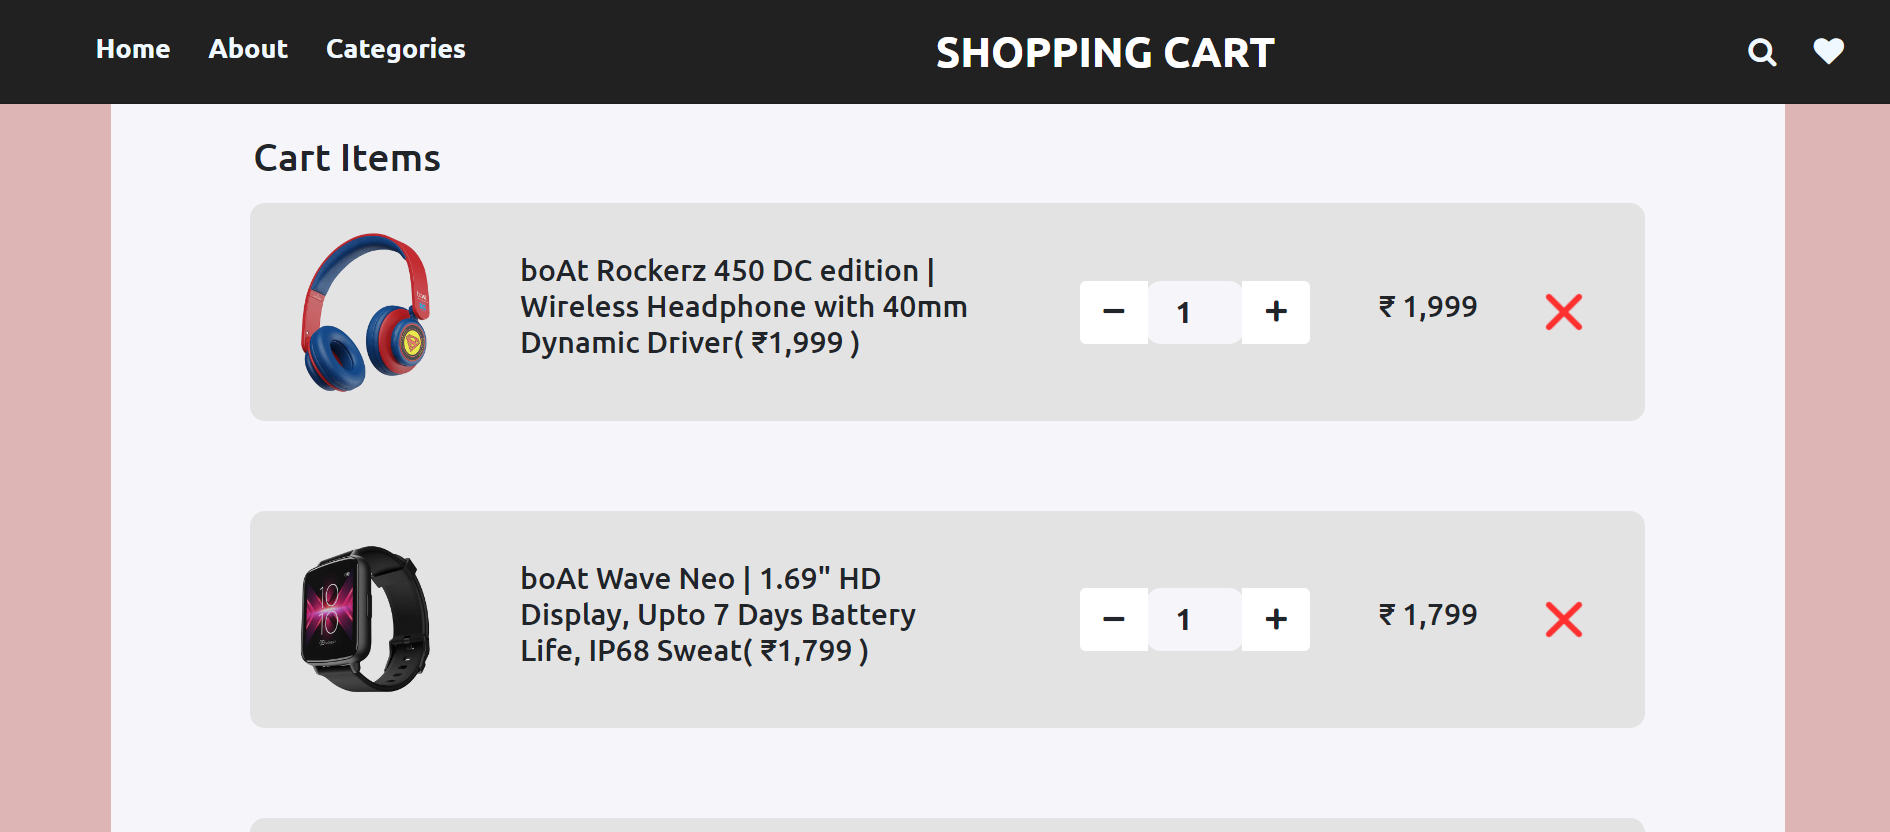 Home About Categories SHOPPING CART
Cart Items
boAt Rockerz 450 DC edition |
Wireless Headphone with 40mm
Dynamic Driver( ₹1,999 )
− 1 + ₹ 1,999
boAt Wave Neo | 1.69" HD
Display, Upto 7 Days Battery
Life, IP68 Sweat( ₹1,799 )
− 1 + ₹ 1,799
10
10